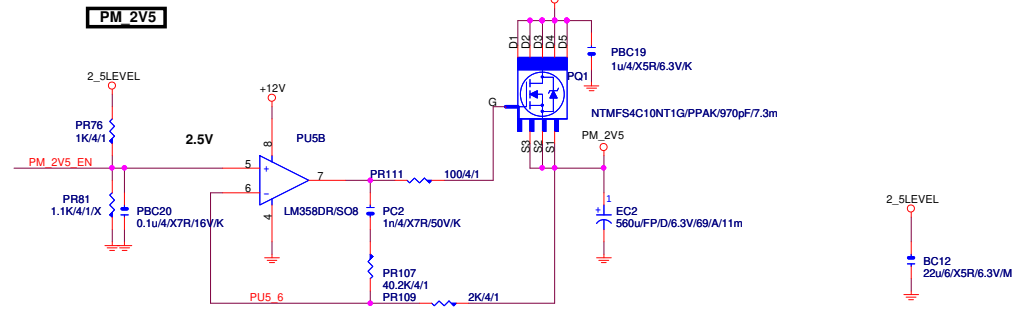 PM_2V5
D1
D2
D3
D4
D5
PBC19
1u/4/X5R/6.3V/K
PQ1
2_5LEVEL
+12V
G
NTMFS4C10NT1G/PPAK/970pF/7.3m
PR76
1K/4/1
2.5V
8
PU5B
S3
S2
S1
PM_2V5
PM_2V5_EN
5
+
7
PR111
100/4/1
6
-
PR81
1.1K/4/1/X
PBC20
0.1u/4/X7R/16V/K
4
LM358DR/SO8
PC2
1n/4/X7R/50V/K
1
+
EC2
560u/FP/D/6.3V/69/A/11m
2_5LEVEL
BC12
22u/6/X5R/6.3V/M
PR107
40.2K/4/1
PU5_6
PR109
2K/4/1